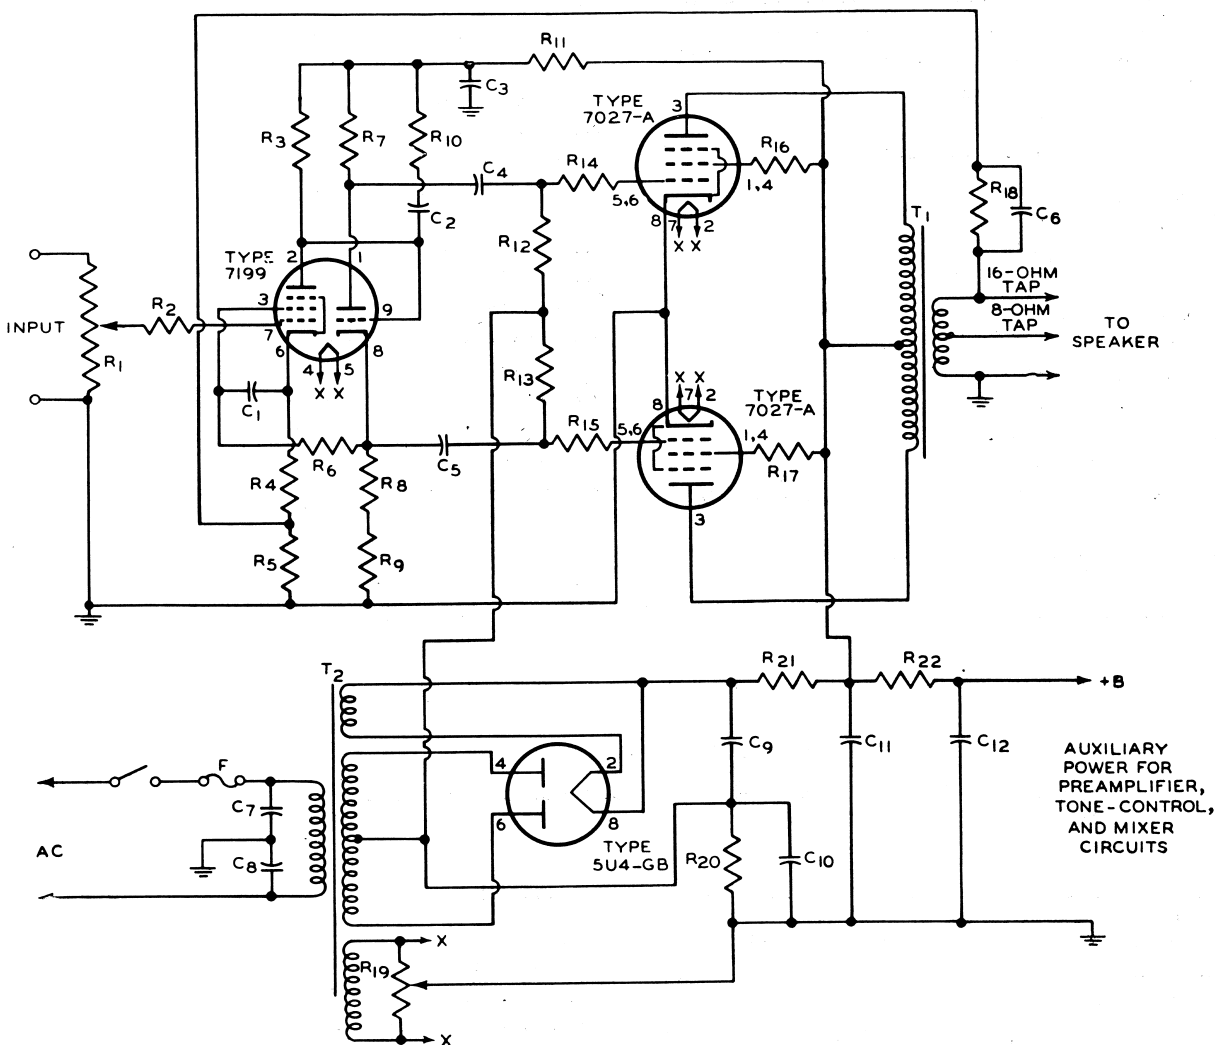 R11
C3
TYPE
7027-A
3
R3
R7
R10
R16
C4
R14
1,4
5,6
8
7
2
X X
R18
C6
C2
T1
R12
TYPE
7199
2
1
3
9
7
6
8
4
5
X X
INPUT
R1
R2
16-OHM
TAP
8-OHM
TAP
TO
SPEAKER
R13
X X
7
2
8
TYPE
7027-A
C1
R15
5,6
1,4
R6
C5
R17
R4
R8
3
R5
R9
T2
R21
R22
+B
C9
C11
C12
4
2
6
8
TYPE
5U4-GB
F
C7
C8
AC
R20
C10
AUXILIARY
POWER FOR
PREAMPLIFIER,
TONE-CONTROL,
AND MIXER
CIRCUITS
X
R19
X